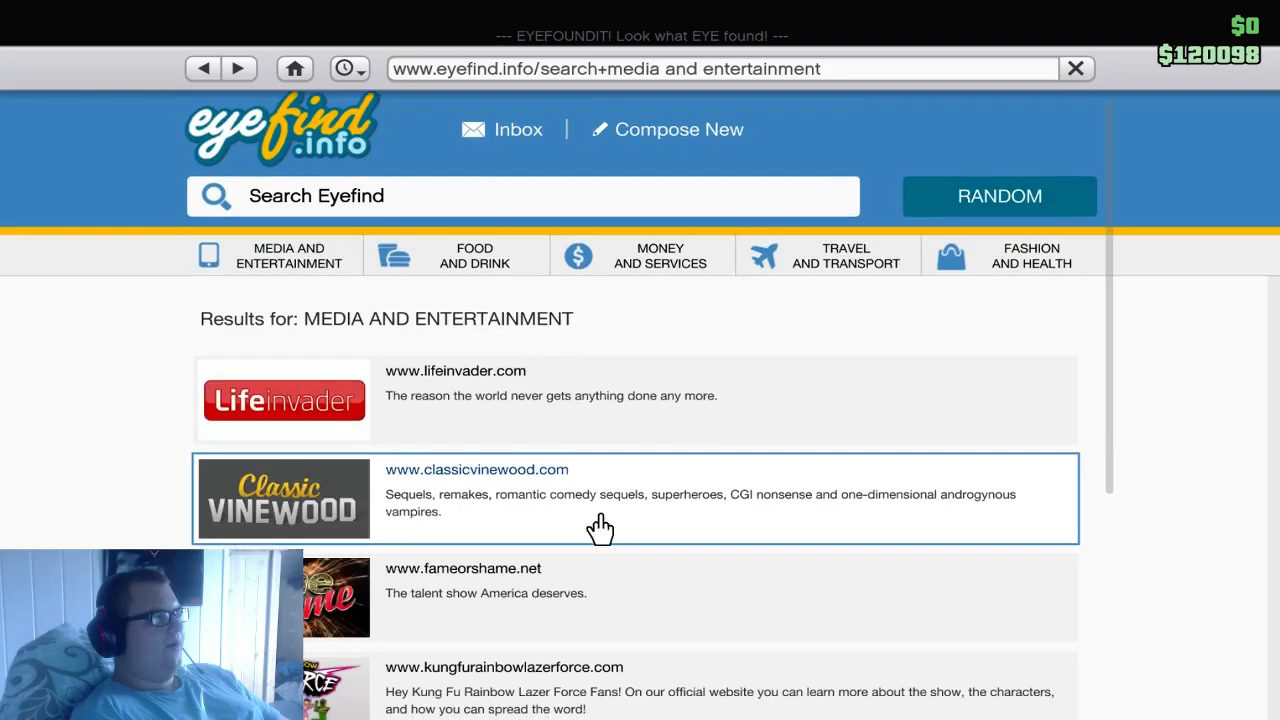 --- EYEFOUNDIT! Look what EYE found! ---
$0
$120098
www.eyefind.info/search+media and entertainment
eyefind
.info
Inbox
Compose New
Search Eyefind
RANDOM
MEDIA AND
ENTERTAINMENT
FOOD
AND DRINK
MONEY
AND SERVICES
TRAVEL
AND TRANSPORT
FASHION
AND HEALTH
Results for: MEDIA AND ENTERTAINMENT
Lifeinvader
www.lifeinvader.com
The reason the world never gets anything done any more.
Classic
VINEWOOD
www.classicvinewood.com
Sequels, remakes, romantic comedy sequels, superheroes, CGI nonsense and one-dimensional androgynous
vampires.
www.fameorshame.net
The talent show America deserves.
www.kungfurainbowlazerforce.com
Hey Kung Fu Rainbow Lazer Force Fans! On our official website you can learn more about the show, the characters,
and how you can spread the word!